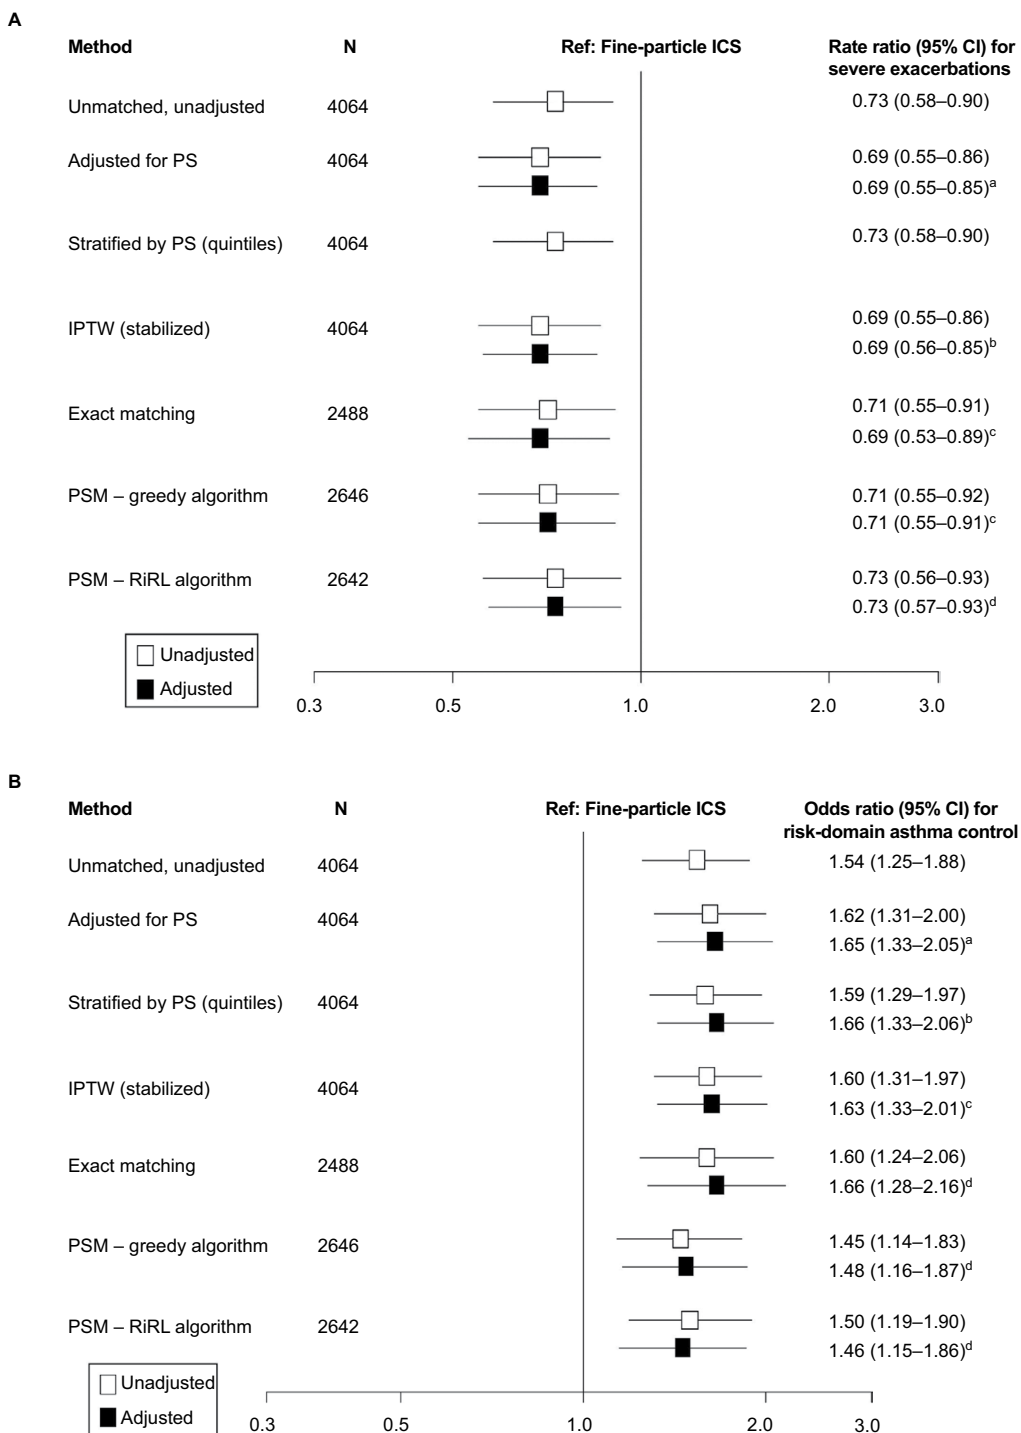 A
Method N Ref: Fine-particle ICS Rate ratio (95% CI) for
severe exacerbations
Unmatched, unadjusted 4064 0.73 (0.58–0.90)
Adjusted for PS 4064 0.69 (0.55–0.86)
0.69 (0.55–0.85)a
Stratified by PS (quintiles) 4064 0.73 (0.58–0.90)
IPTW (stabilized) 4064 0.69 (0.55–0.86)
0.69 (0.56–0.85)b
Exact matching 2488 0.71 (0.55–0.91)
0.69 (0.53–0.89)c
PSM – greedy algorithm 2646 0.71 (0.55–0.92)
0.71 (0.55–0.91)c
PSM – RiRL algorithm 2642 0.73 (0.56–0.93)
0.73 (0.57–0.93)d
Unadjusted
Adjusted
0.3 0.5 1.0 2.0 3.0
B
Method N Ref: Fine-particle ICS Odds ratio (95% CI) for
risk-domain asthma control
Unmatched, unadjusted 4064 1.54 (1.25–1.88)
Adjusted for PS 4064 1.62 (1.31–2.00)
1.65 (1.33–2.05)a
Stratified by PS (quintiles) 4064 1.59 (1.29–1.97)
1.66 (1.33–2.06)b
IPTW (stabilized) 4064 1.60 (1.31–1.97)
1.63 (1.33–2.01)c
Exact matching 2488 1.60 (1.24–2.06)
1.66 (1.28–2.16)d
PSM – greedy algorithm 2646 1.45 (1.14–1.83)
1.48 (1.16–1.87)d
PSM – RiRL algorithm 2642 1.50 (1.19–1.90)
1.46 (1.15–1.86)d
Unadjusted
Adjusted
0.3 0.5 1.0 2.0 3.0